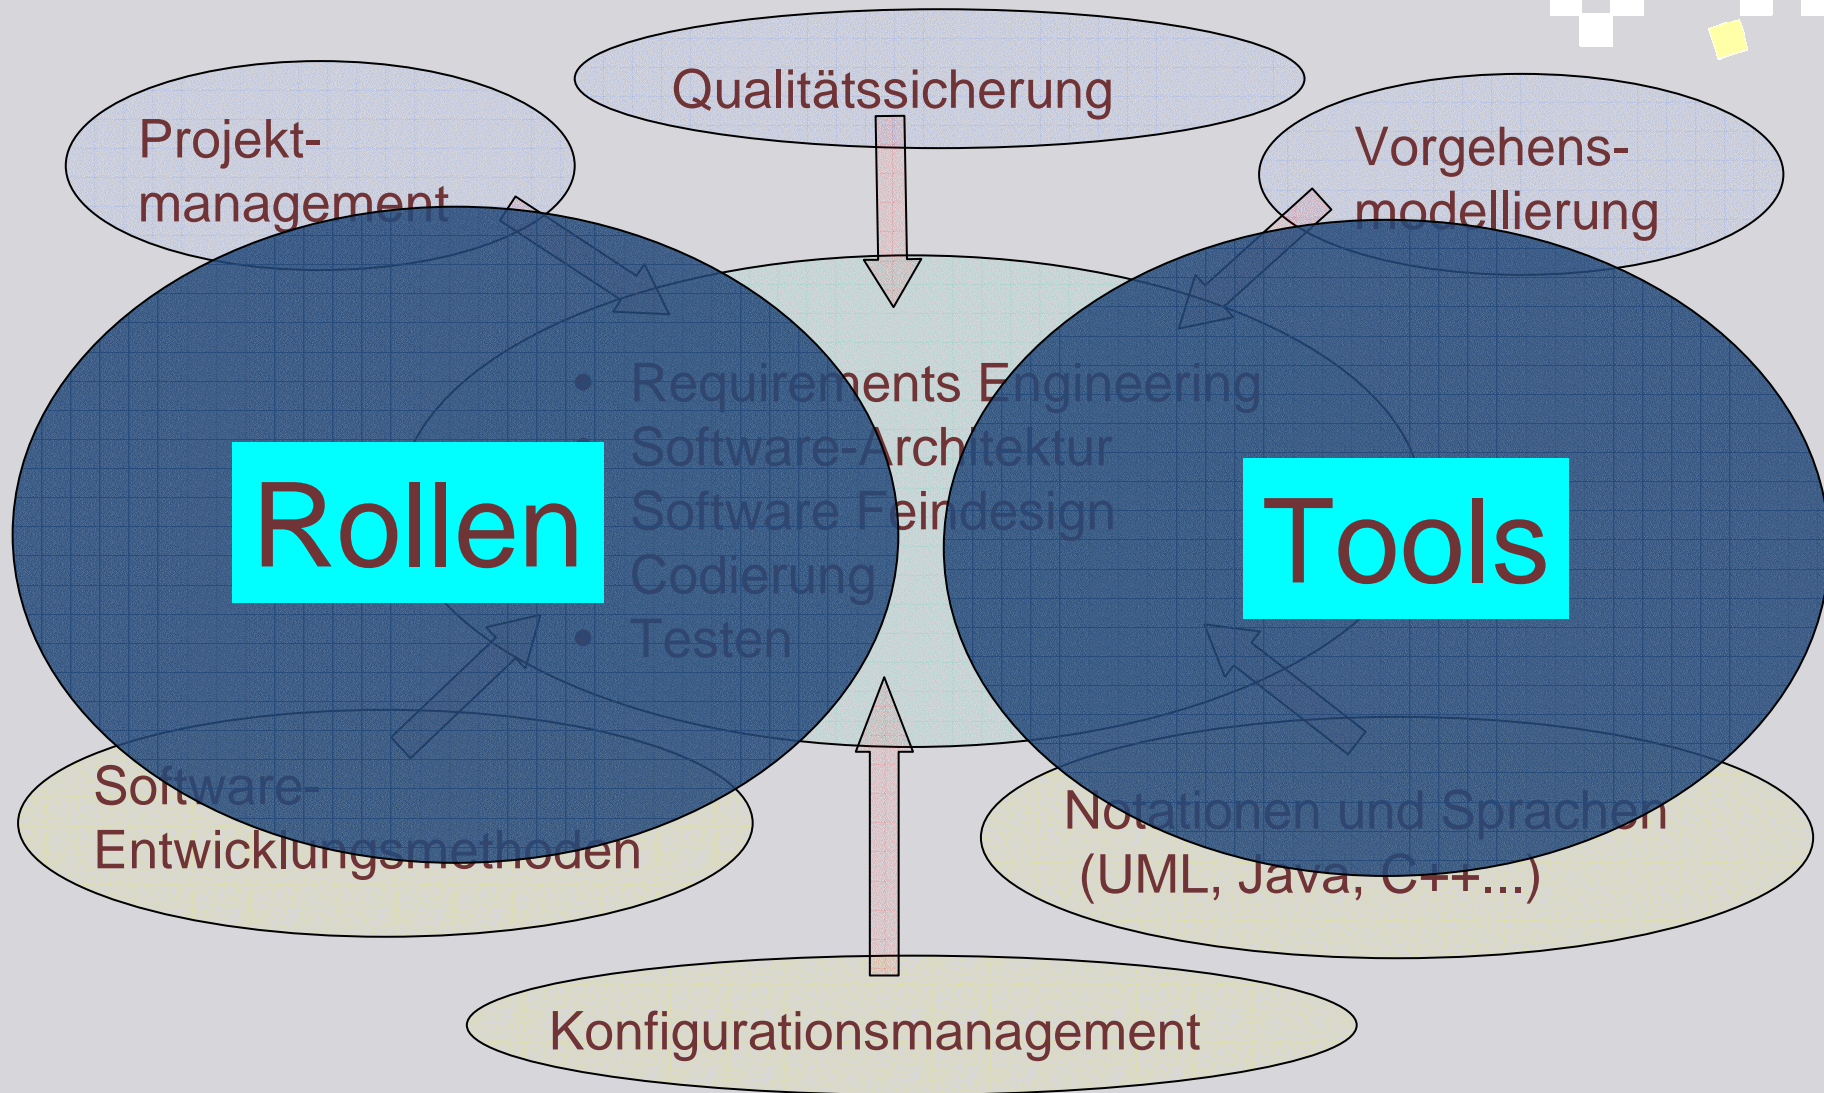 Qualitätssicherung
Projekt-
management
Vorgehens-
modellierung
• Requirements Engineering
• Software-Architektur
Software Feindesign
Codierung
• Testen
Rollen
Tools
Software-
Entwicklungsmethoden
Notationen und Sprachen
(UML, Java, C++...)
Konfigurationsmanagement